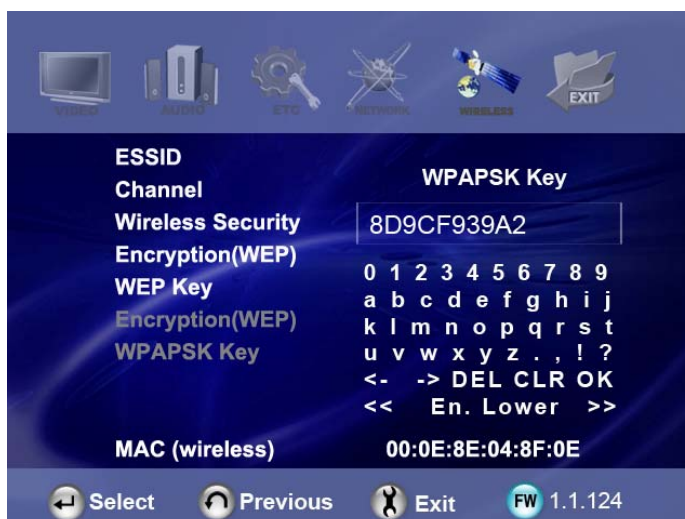 VIDEO AUDIO ETC NETWORK WIRELESS EXIT
ESSID
Channel
Wireless Security
Encryption(WEP)
WEP Key
Encryption(WEP)
WPAPSK Key
MAC (wireless)
WPAPSK Key
8D9CF939A2
0 1 2 3 4 5 6 7 8 9
a b c d e f g h i j
k l m n o p q r s t
u v w x y z . , ! ?
<- -> DEL CLR OK
<< En. Lower >>
00:0E:8E:04:8F:0E
Select Previous Exit FW 1.1.124